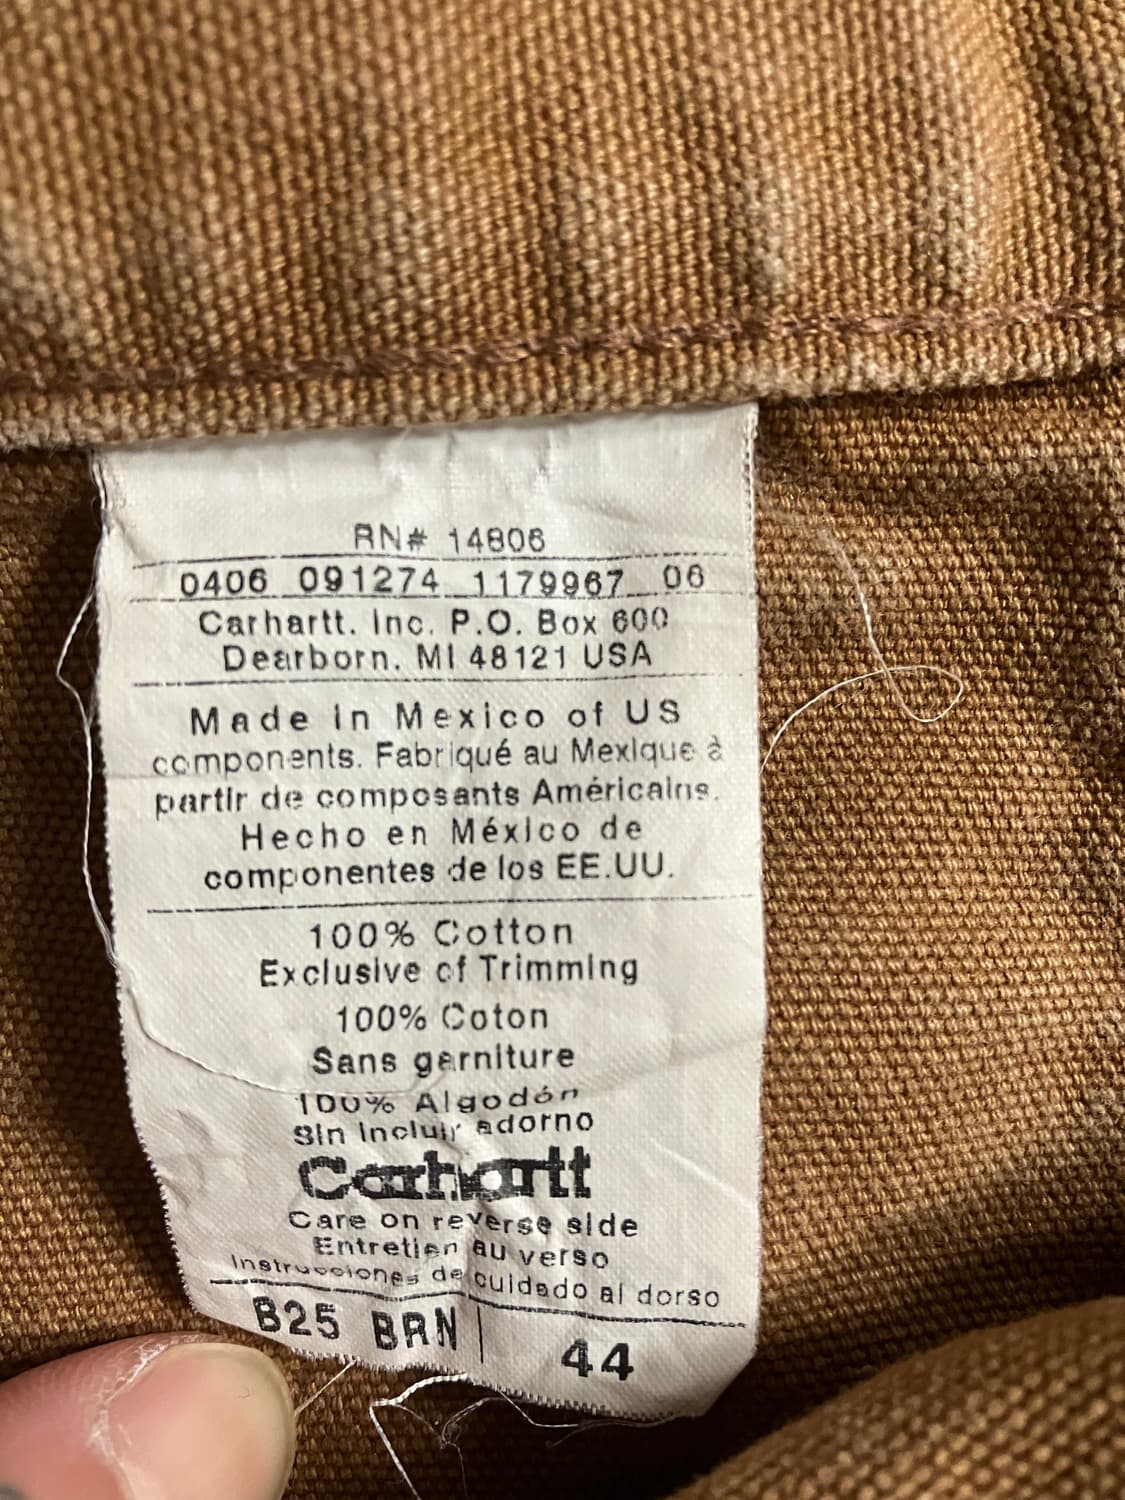 RN# 14806
0406 091274 1179967 06
Carhartt. Inc. P.O. Box 600
Dearborn. MI 48121 USA
Made in Mexico of US
components. Fabriqué au Mexique à
partir de composants Américains.
Hecho en México de
componentes de los EE.UU.
100% Cotton
Exclusive of Trimming
100% Coton
Sans garniture
100% Algodón
Sin Incluir adorno
Carhartt
Care on reverse side
Entretien au verso
Instrucciones de cuidado al dorso
B25 BRN | 44